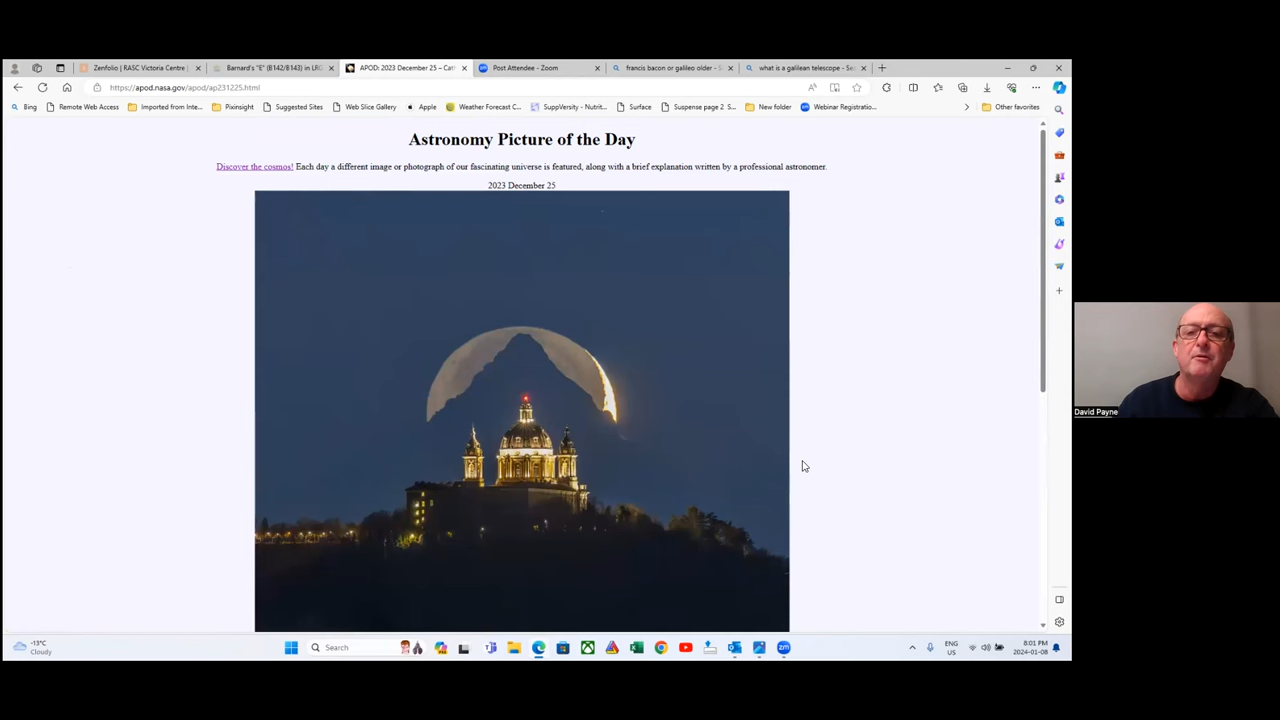 Zenfolio | RASC Victoria Centre
Barnard's "E" (B142/B143) in LRG
APOD: 2023 December 25 – Cat
Post Attendee - Zoom
francis bacon or galileo older -
what is a galilean telescope - Se
https://apod.nasa.gov/apod/ap231225.html
Bing
Remote Web Access
Imported from Inte...
Pixinsight
Suggested Sites
Web Slice Gallery
Apple
Weather Forecast C...
SuppVersity - Nutrit...
Surface
Suspense page 2 S...
New folder
Webinar Registratio...
Other favorites
Astronomy Picture of the Day
Discover the cosmos! Each day a different image or photograph of our fascinating universe is featured, along with a brief explanation written by a professional astronomer.
2023 December 25
David Payne
-13°C
Cloudy
Search
zm
zm
ENG
US
8:01 PM
2024-01-08